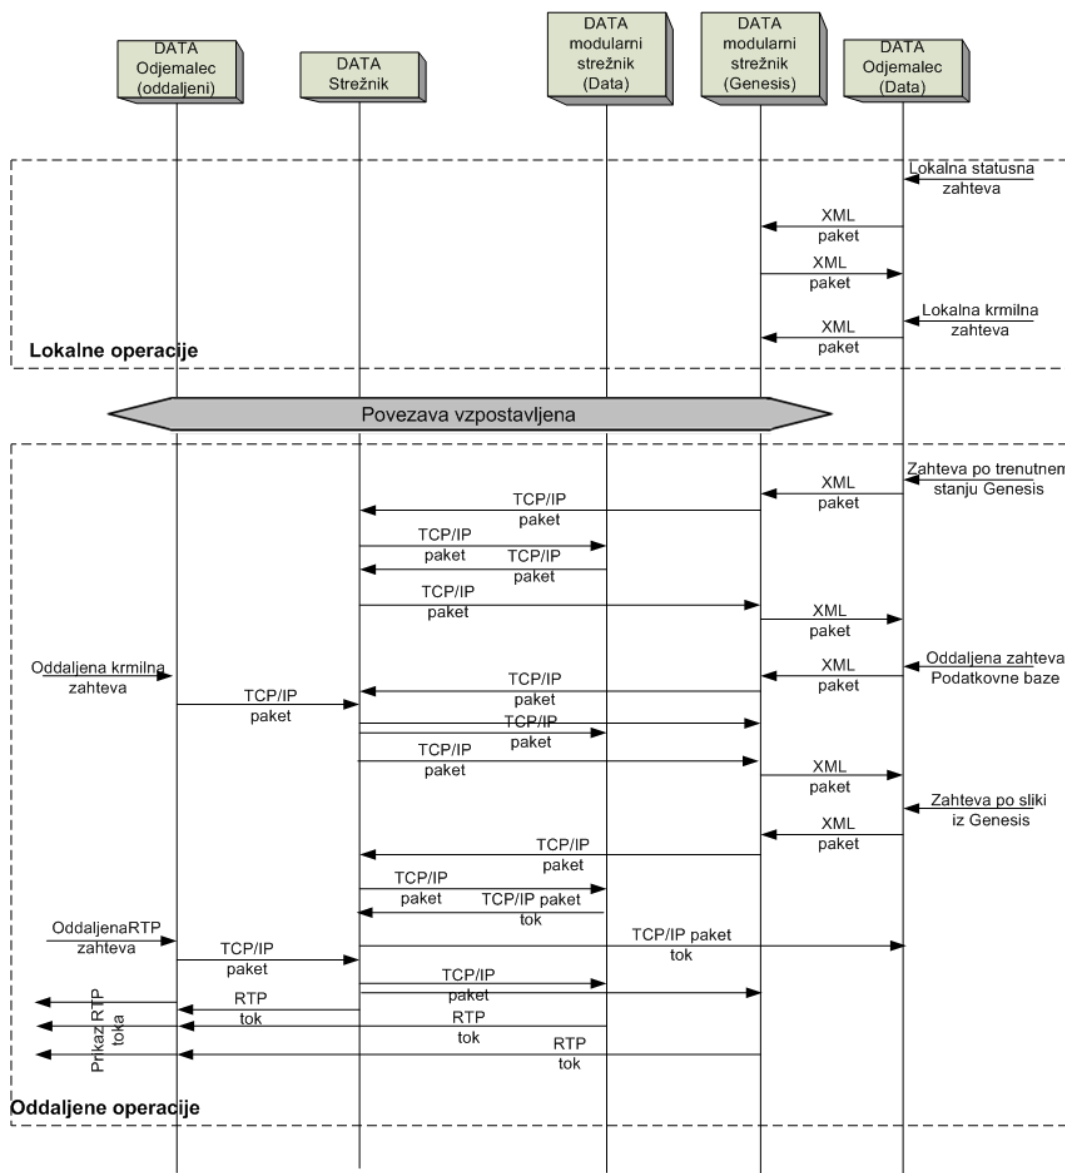 DATA
Odjemalec
(oddaljeni)
DATA
Strežnik
DATA
modularni
strežnik
(Data)
DATA
modularni
strežnik
(Genesis)
DATA
Odjemalec
(Data)
Lokalna statusna
zahteva
XML
paket
XML
paket
Lokalna krmilna
zahteva
XML
paket
Lokalne operacije
Povezava vzpostavljena
Zahteva po trenutnem
stanju Genesis
XML
paket
TCP/IP
paket
TCP/IP
paket
TCP/IP
paket
TCP/IP
paket
XML
paket
Oddaljena krmilna
zahteva
Oddaljena zahteva
Podatkovne baze
XML
paket
TCP/IP
paket
TCP/IP
paket
TCP/IP
paket
TCP/IP
paket
XML
paket
Zahteva po sliki
iz Genesis
XML
paket
TCP/IP
paket
TCP/IP
paket
TCP/IP paket
tok
OddaljenaRTP
zahteva
TCP/IP paket
tok
TCP/IP
paket
TCP/IP
paket
RTP
tok
RTP
tok
RTP
tok
Prikaz RTP
toka
Oddaljene operacije